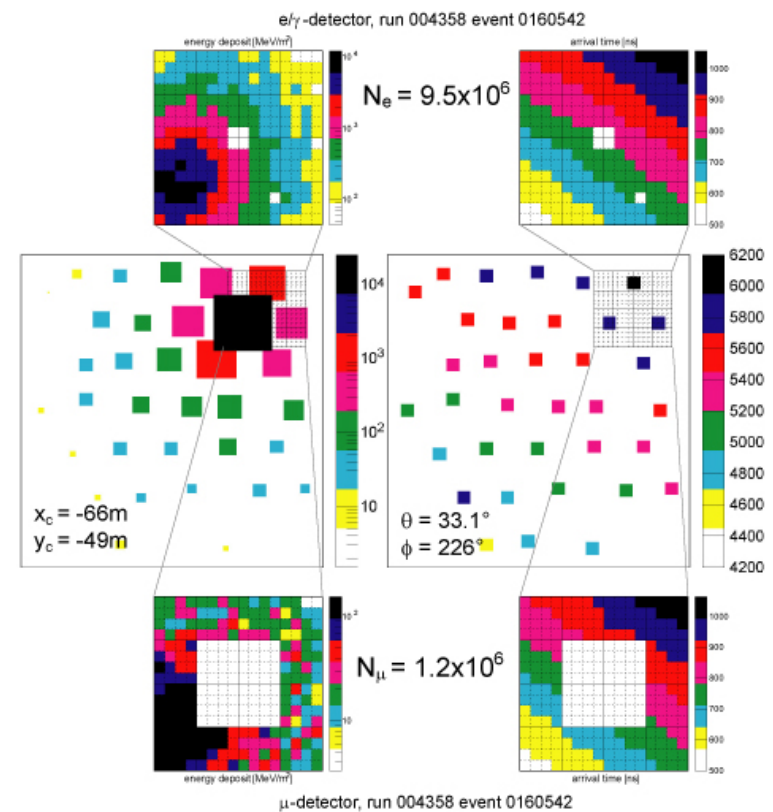 e/γ-detector, run 004358 event 0160542
energy deposit [MeV/m²]
arrival time [ns]
10⁴
10³
10²
Nₑ = 9.5x10⁶
1000
900
800
700
600
500
10⁴
10³
10²
10
x_c = -66m
y_c = -49m
θ = 33.1°
ϕ = 226°
6200
6000
5800
5600
5400
5200
5000
4800
4600
4400
4200
10²
10
N_μ = 1.2x10⁶
1000
900
800
700
600
500
energy deposit [MeV/m²]
arrival time [ns]
μ-detector, run 004358 event 0160542